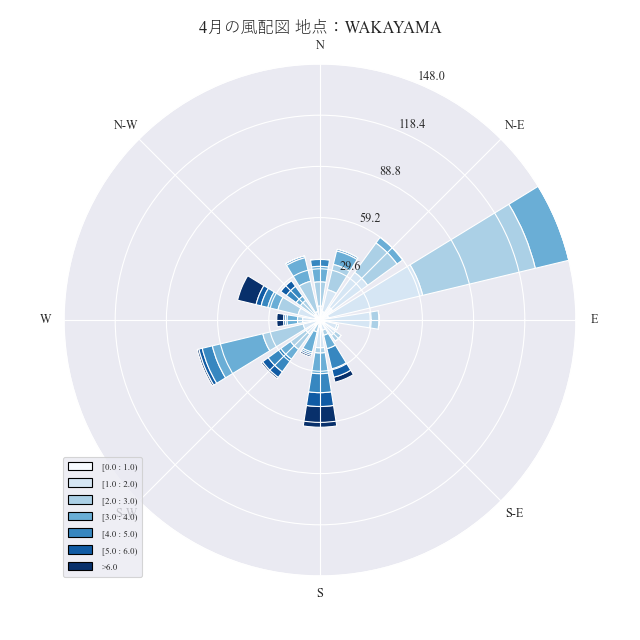 4月の風配図 地点：WAKAYAMA
N
148.0
N-W
118.4
N-E
88.8
59.2
29.6
W
E
[0.0 : 1.0)
[1.0 : 2.0)
[2.0 : 3.0)
S-W
[3.0 : 4.0)
S-E
[4.0 : 5.0)
[5.0 : 6.0)
>6.0
S